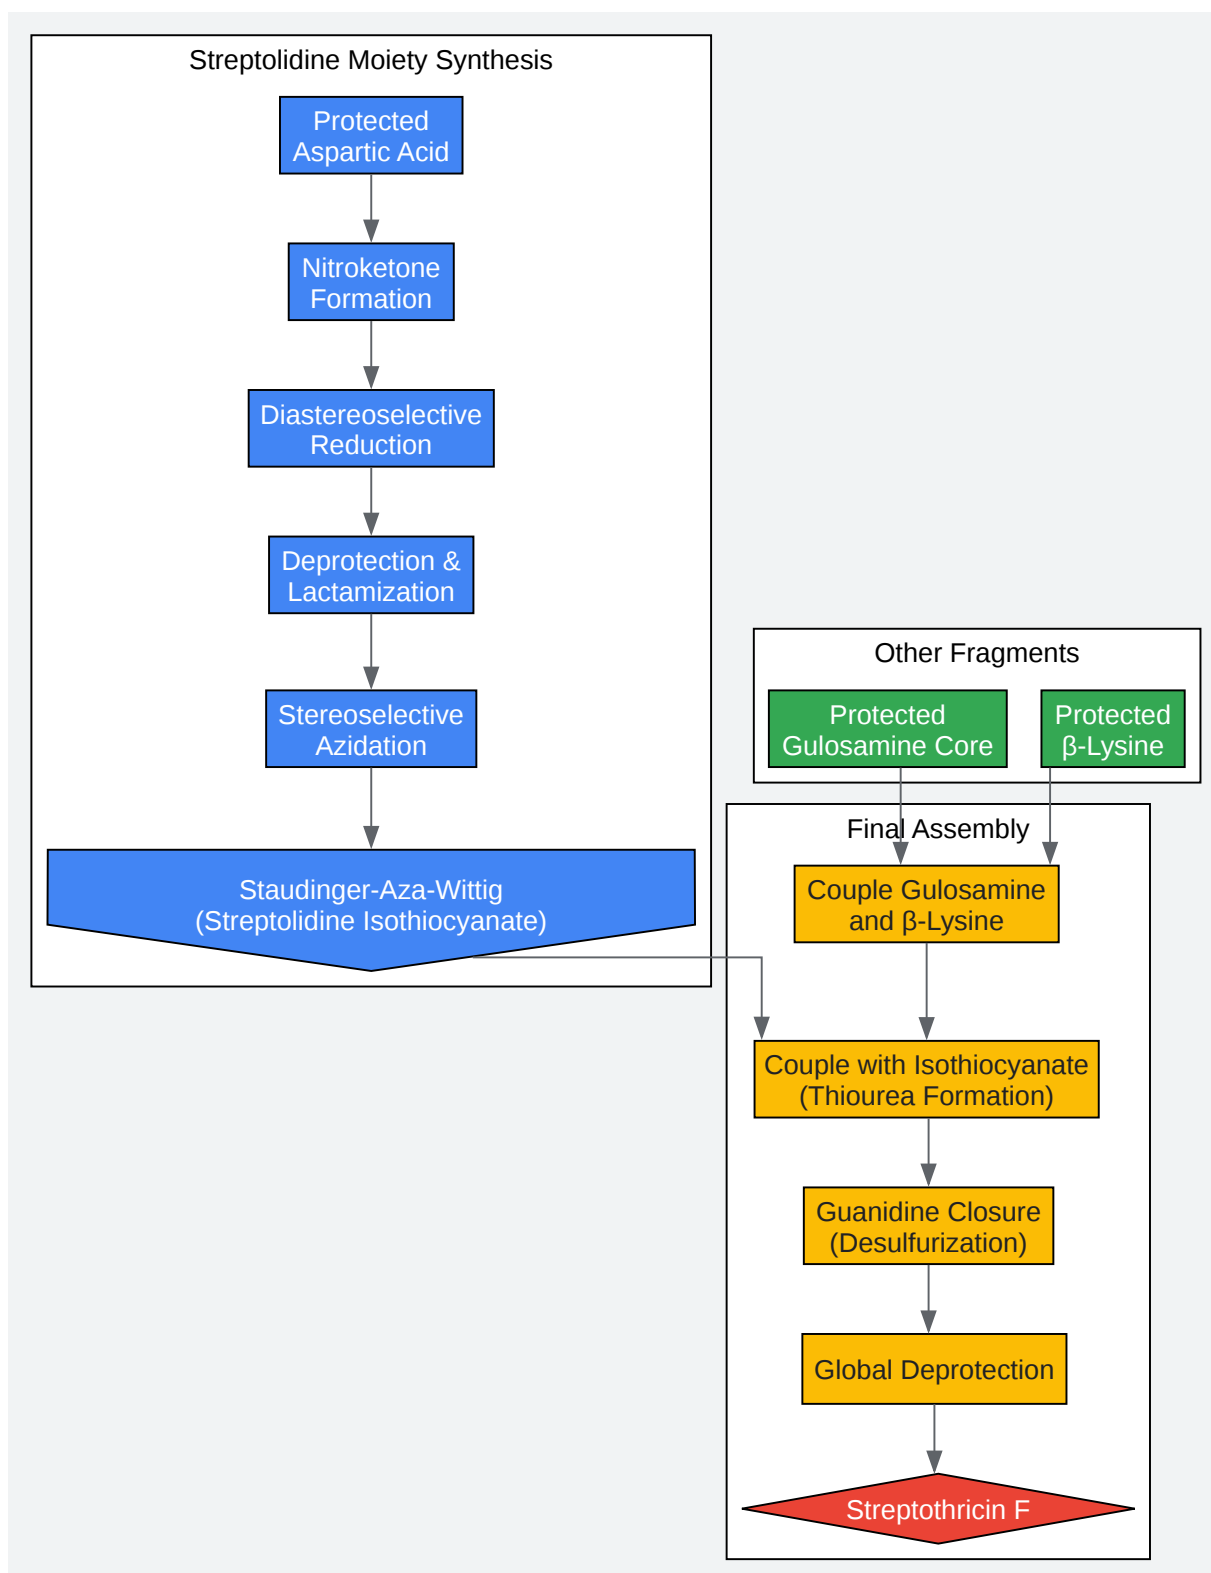 Streptolidine Moiety Synthesis
Protected
Aspartic Acid
Nitroketone
Formation
Diastereoselective
Reduction
Deprotection &
Lactamization
Stereoselective
Azidation
Staudinger-Aza-Wittig
(Streptolidine Isothiocyanate)
Other Fragments
Protected
Gulosamine Core
Protected
β-Lysine
Final Assembly
Couple Gulosamine
and β-Lysine
Couple with Isothiocyanate
(Thiourea Formation)
Guanidine Closure
(Desulfurization)
Global Deprotection
Streptothricin F